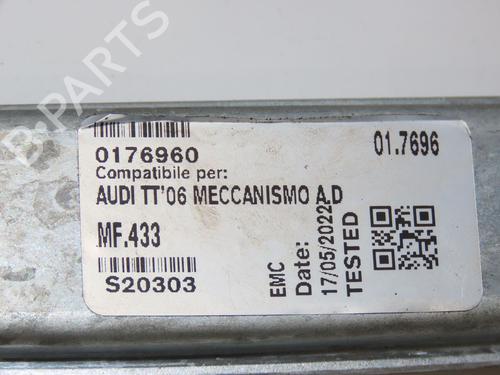 B-PARTS
0176960
01.7696
Compatibile per:
AUDI TT'06 MECCANISMO A.D
MF.433
S20303
EMC
Date:
17/05/2022
TESTED